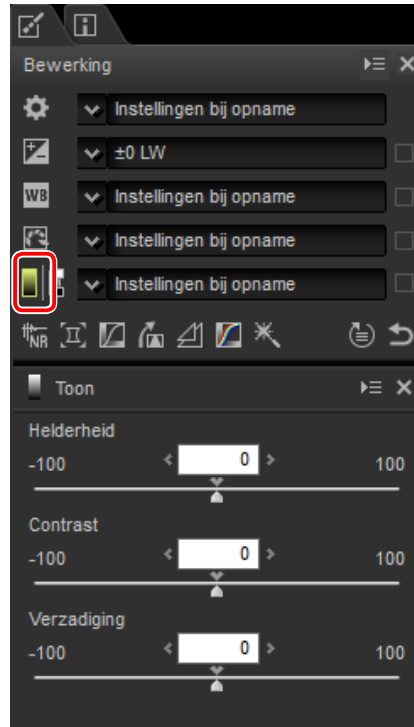 Bewerking
Instellingen bij opname
±0 LW
WB Instellingen bij opname
Instellingen bij opname
Instellingen bij opname
NR
Toon
Helderheid
-100 0 100
Contrast
-100 0 100
Verzadiging
-100 0 100